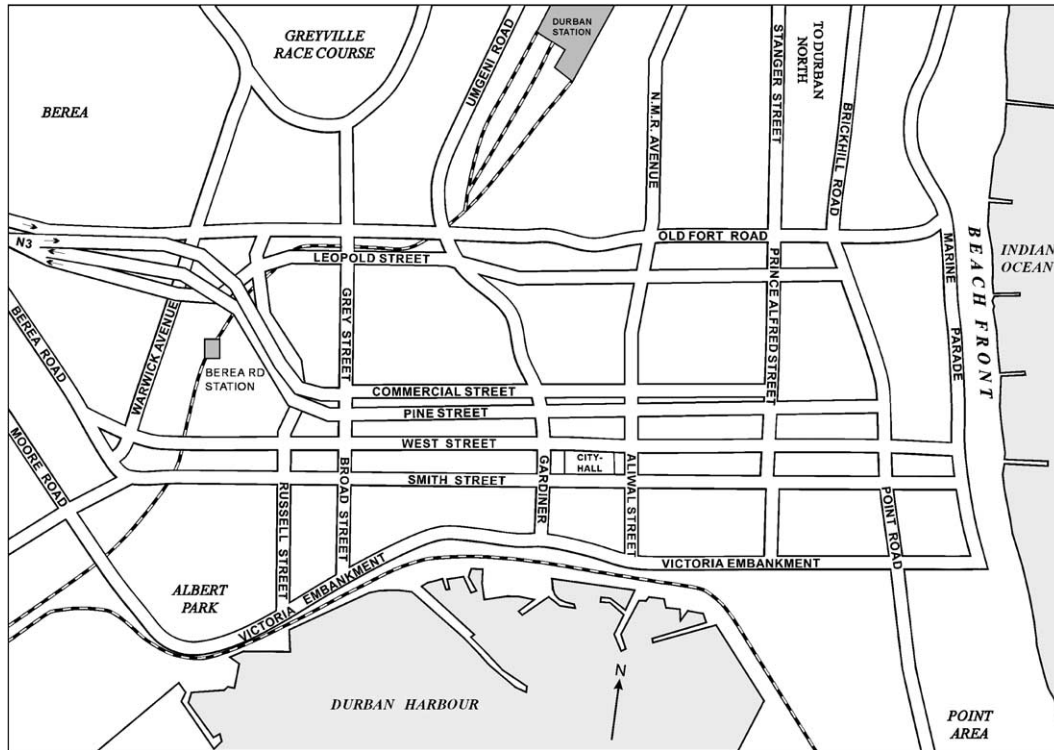 DURBAN
STATION
GREYVILLE
RACE COURSE
UMGENI ROAD
STANGER STREET
TO DURBAN
NORTH
BEREA
N.M.R. AVENUE
BRICKHILL ROAD
N3
OLD FORT ROAD
LEOPOLD STREET
MARINE
PARADE
BEACH FRONT
INDIAN
OCEAN
GREY STREET
PRINCE ALFRED STREET
WARWICK AVENUE
BEREA ROAD
BEREA RD
STATION
COMMERCIAL STREET
PINE STREET
MOORE ROAD
WEST STREET
CITY-
HALL
SMITH STREET
RUSSELL STREET
BROAD STREET
GARDINER
ALIWAL STREET
POINT ROAD
VICTORIA EMBANKMENT
VICTORIA EMBANKMENT
ALBERT
PARK
N
DURBAN HARBOUR
POINT
AREA